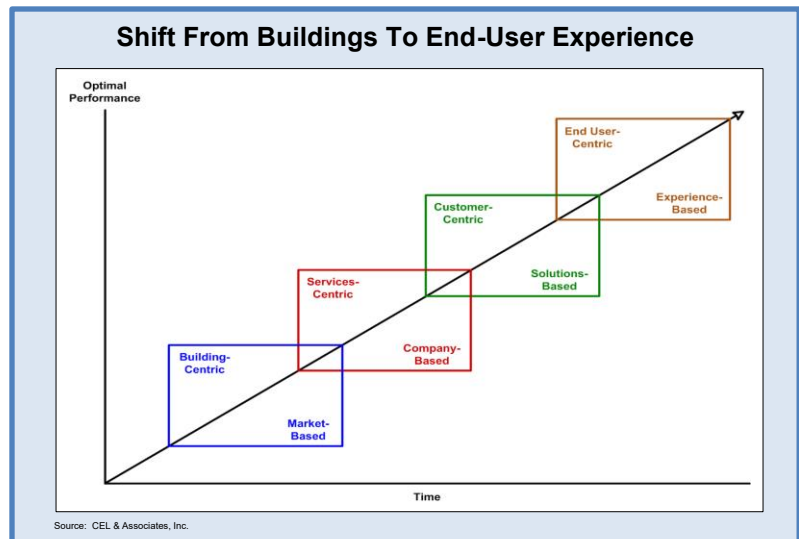 Shift From Buildings To End-User Experience
Optimal
Performance
End User-
Centric
Experience-
Based
Customer-
Centric
Solutions-
Based
Services-
Centric
Company-
Based
Building-
Centric
Market-
Based
Time
Source: CEL & Associates, Inc.